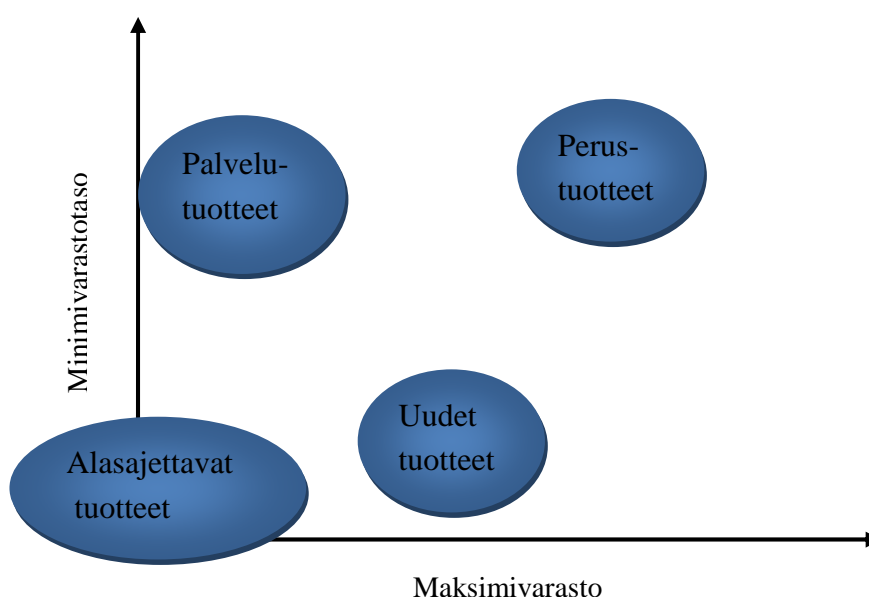 Minimivarastotaso
Palvelu-
tuotteet
Perus-
tuotteet
Uudet
tuotteet
Alasajettavat
tuotteet
Maksimivarasto